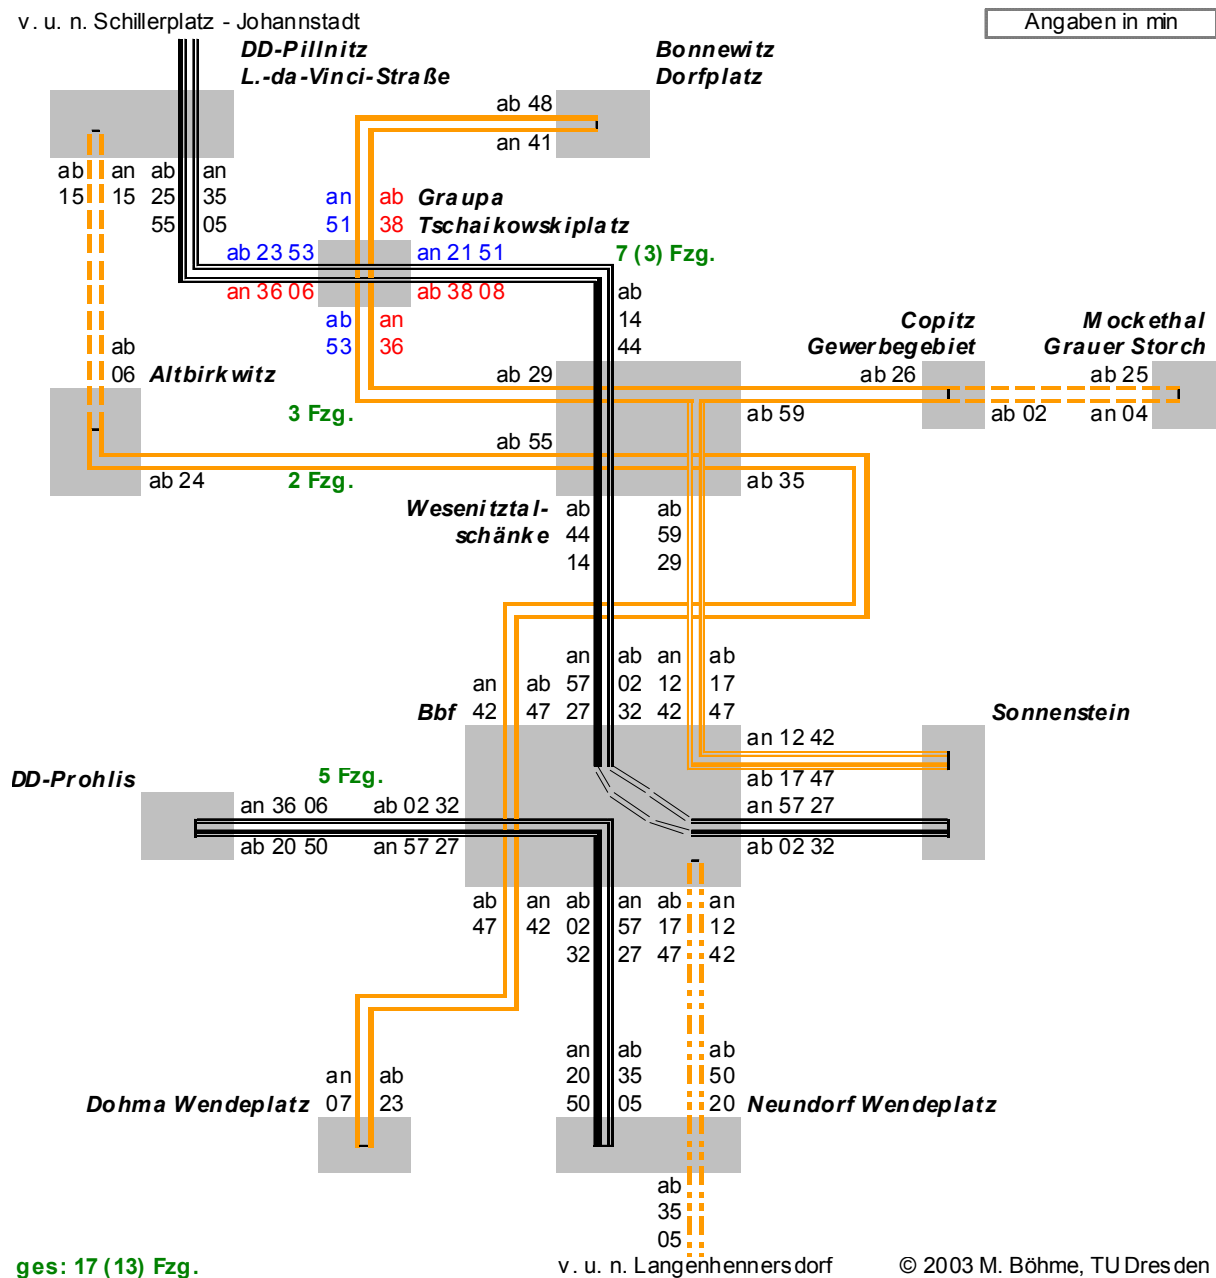 v. u. n. Schillerplatz - Johannstadt
Angaben in min
DD-Pillnitz
L.-da-Vinci-Straße
Bonnewitz
Dorfplatz
ab 48
an 41
ab an ab an
15 15 25 35
55 05
an ab
51 38
Graupa
Tschaikowskiplatz
ab 23 53 an 21 51
7 (3) Fzg.
an 36 06 ab 38 08
ab an
53 36
ab
14
44
Copitz
Gewerbegebiet
Mockethal
Grauer Storch
ab
06 Altbirkwitz
ab 29
ab 26
ab 25
3 Fzg.
ab 59
ab 02
an 04
ab 55
ab 24
2 Fzg.
ab 35
Wesenitztal-
schänke
ab ab
44 59
14 29
an ab an ab
an ab 57 02 12 17
42 47 27 32 42 47
Bbf
Sonnenstein
an 12 42
ab 17 47
DD-Prohlis
5 Fzg.
an 36 06 ab 02 32
an 57 27
ab 20 50 an 57 27
ab 02 32
ab an ab an ab an
47 42 02 57 17 12
32 27 47 42
an ab ab
20 35 50
50 05 20
an ab
07 23
Dohma Wendeplatz
Neundorf Wendeplatz
ab
35
05
ges: 17 (13) Fzg.
v. u. n. Langenhennersdorf
© 2003 M. Böhme, TU Dresden